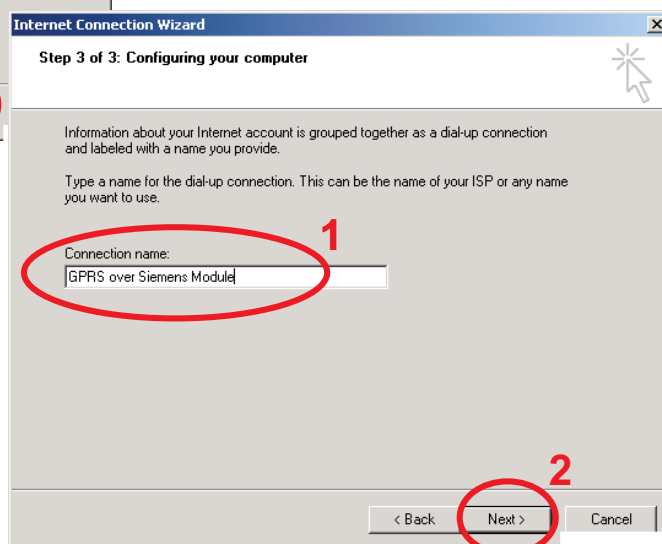 Internet Connection Wizard
Step 3 of 3: Configuring your computer
Information about your Internet account is grouped together as a dial-up connection
and labeled with a name you provide.
Type a name for the dial-up connection. This can be the name of your ISP or any name
you want to use.
1
Connection name:
GPRS over Siemens Module
2
< Back
Next >
Cancel